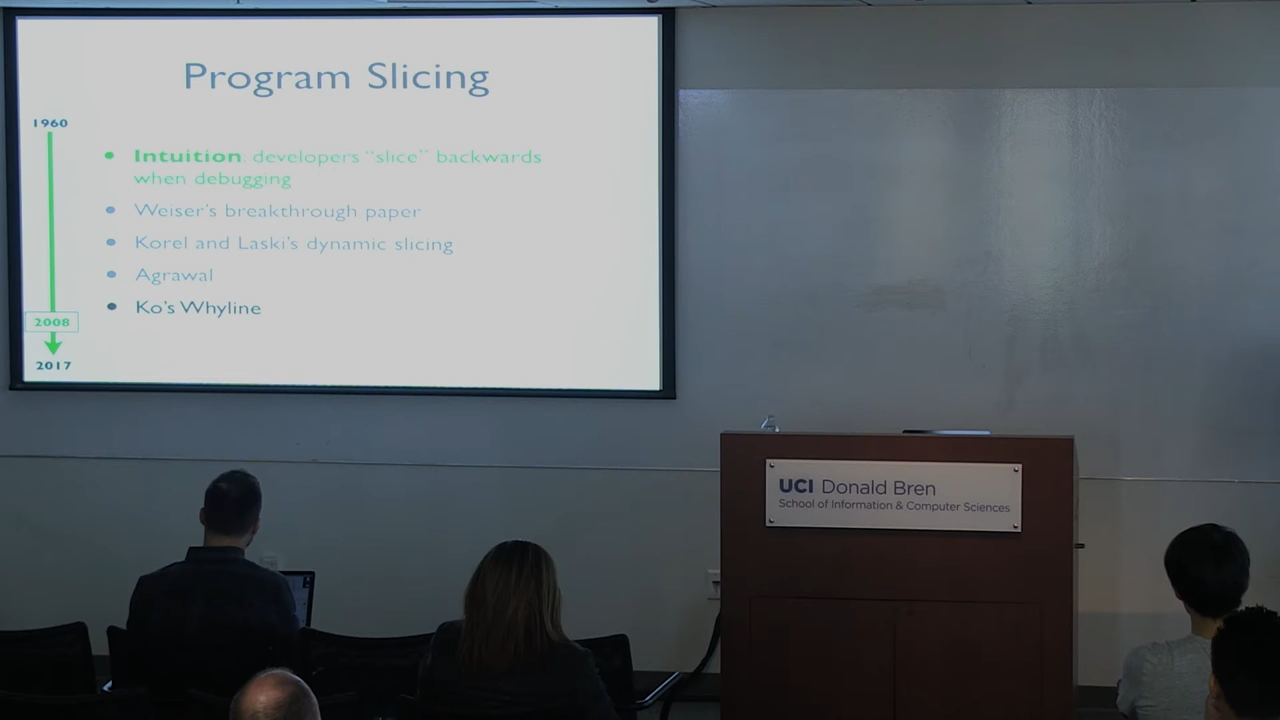 Program Slicing
1960
Intuition: developers “slice” backwards
when debugging
Weiser's breakthrough paper
Korel and Laski's dynamic slicing
Agrawal
Ko's Whyline
2008
2017
UCI Donald Bren
School of Information & Computer Sciences